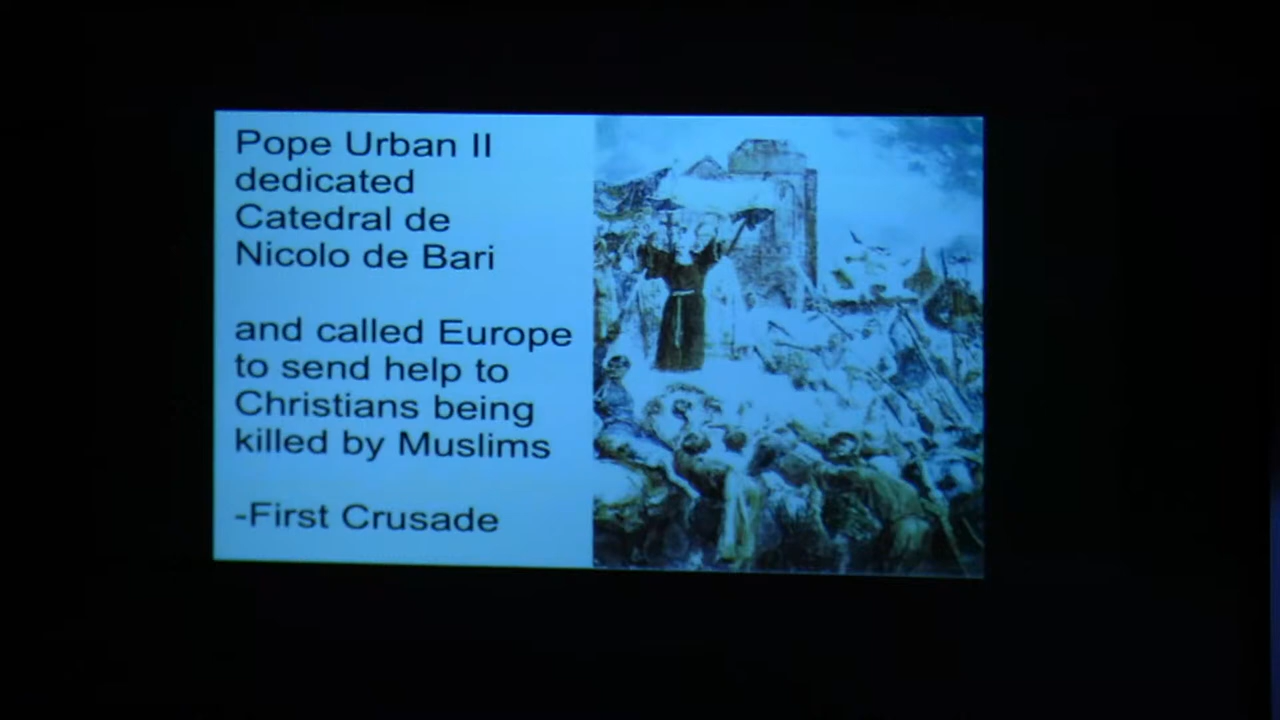 Pope Urban II
dedicated
Catedral de
Nicolo de Bari
and called Europe
to send help to
Christians being
killed by Muslims
-First Crusade